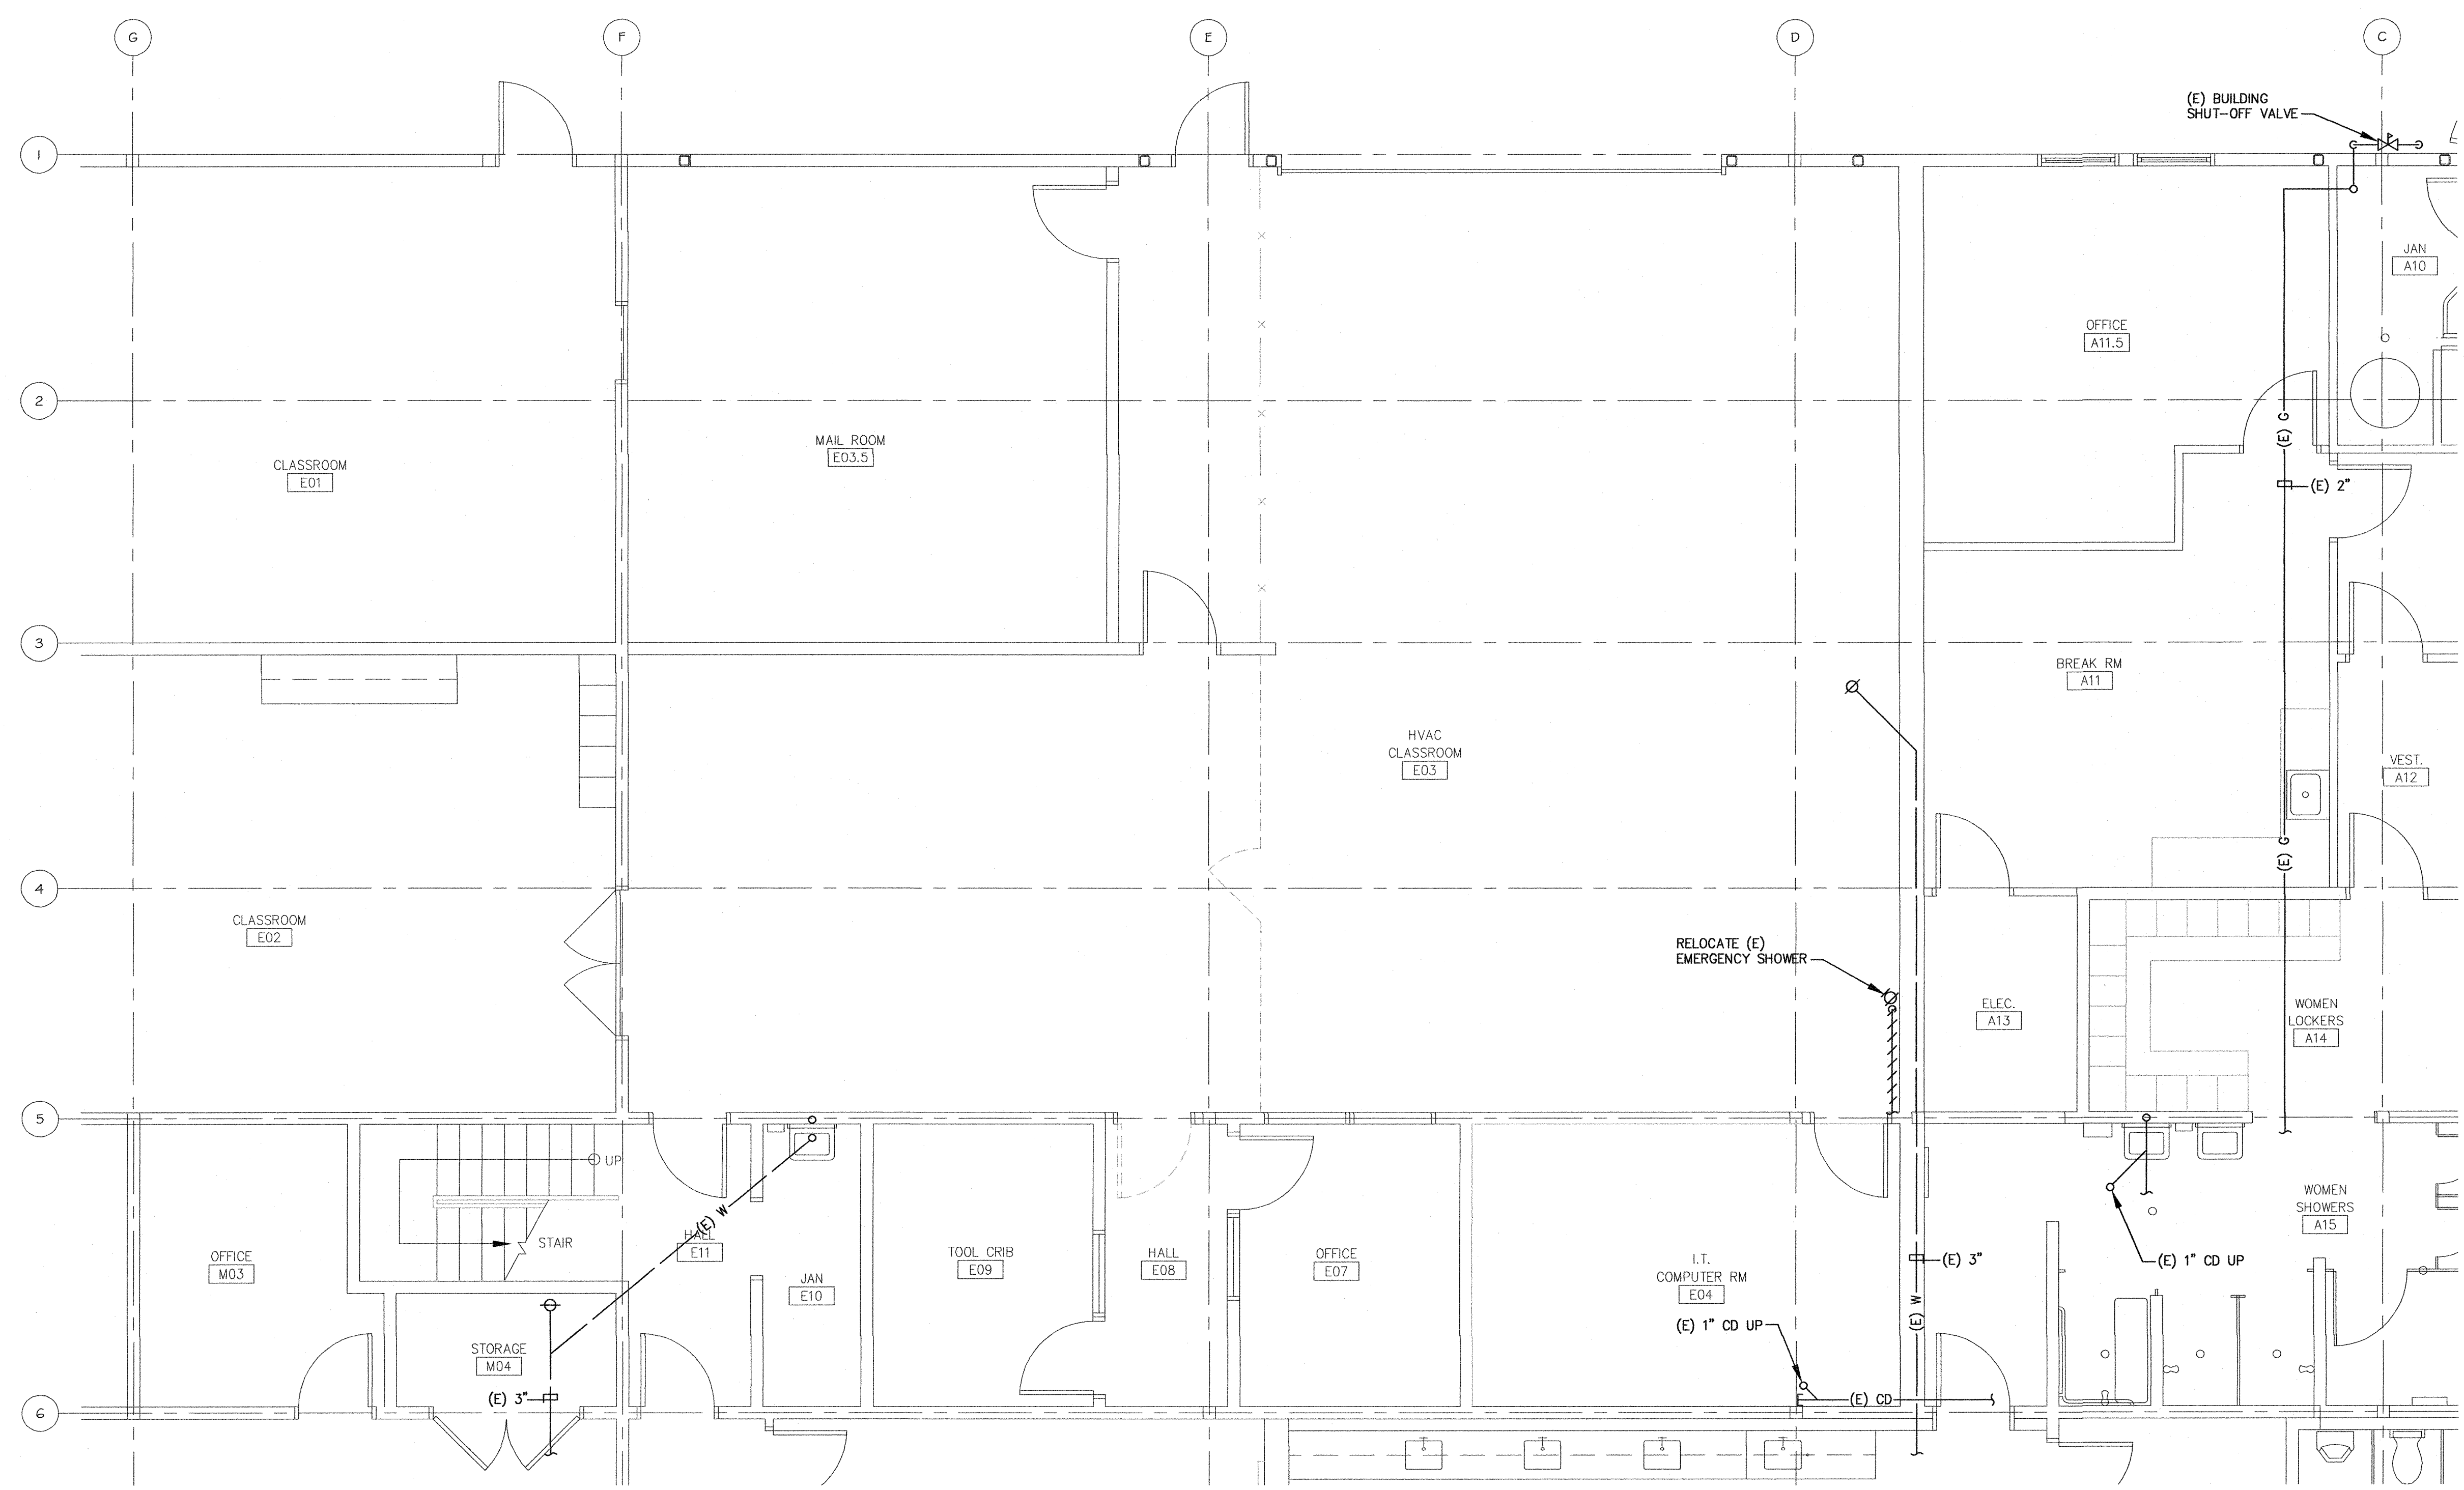 G
F
E
D
C
(E) BUILDING
SHUT-OFF VALVE
1
JAN
A10
OFFICE
A11.5
2
(E) G
MAIL ROOM
E03.5
CLASSROOM
E01
(E) 2"
3
BREAK RM
A11
HVAC
CLASSROOM
E03
VEST.
A12
(E) G
4
CLASSROOM
E02
RELOCATE (E)
EMERGENCY SHOWER
ELEC.
A13
WOMEN
LOCKERS
A14
5
UP
STAIR
(E) W
HALL
E11
OFFICE
M03
JAN
E10
TOOL CRIB
E09
HALL
E08
OFFICE
E07
I.T.
COMPUTER RM
E04
(E) 3"
WOMEN
SHOWERS
A15
(E) 1" CD UP
(E) W
(E) 1" CD UP
STORAGE
M04
(E) 3"
(E) CD
6